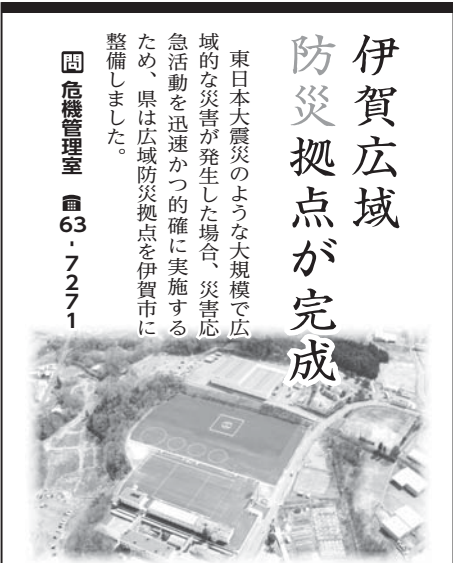 伊賀広域
防災拠点が完成
東日本大震災のような大規模で広
域的な災害が発生した場合、災害応
急活動を迅速かつ的確に実施する
ため、県は広域防災拠点を伊賀市に
整備しました。
問 危機管理室 ☎63-7271